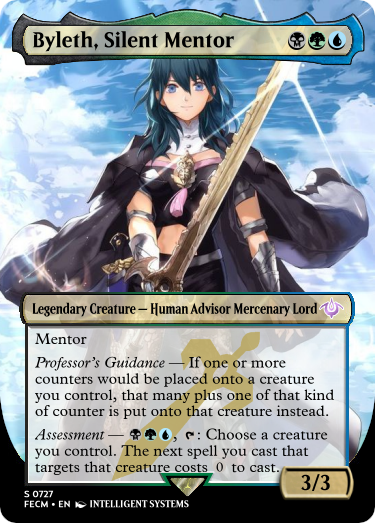 Byleth, Silent Mentor
Legendary Creature — Human Advisor Mercenary Lord
Mentor
Professor's Guidance — If one or more
counters would be placed onto a creature
you control, that many plus one of that kind
of counter is put onto that creature instead.
Assessment — , : Choose a creature
you control. The next spell you cast that
targets that creature costs 0 to cast.
3/3
S 0727
FECM • EN INTELLIGENT SYSTEMS